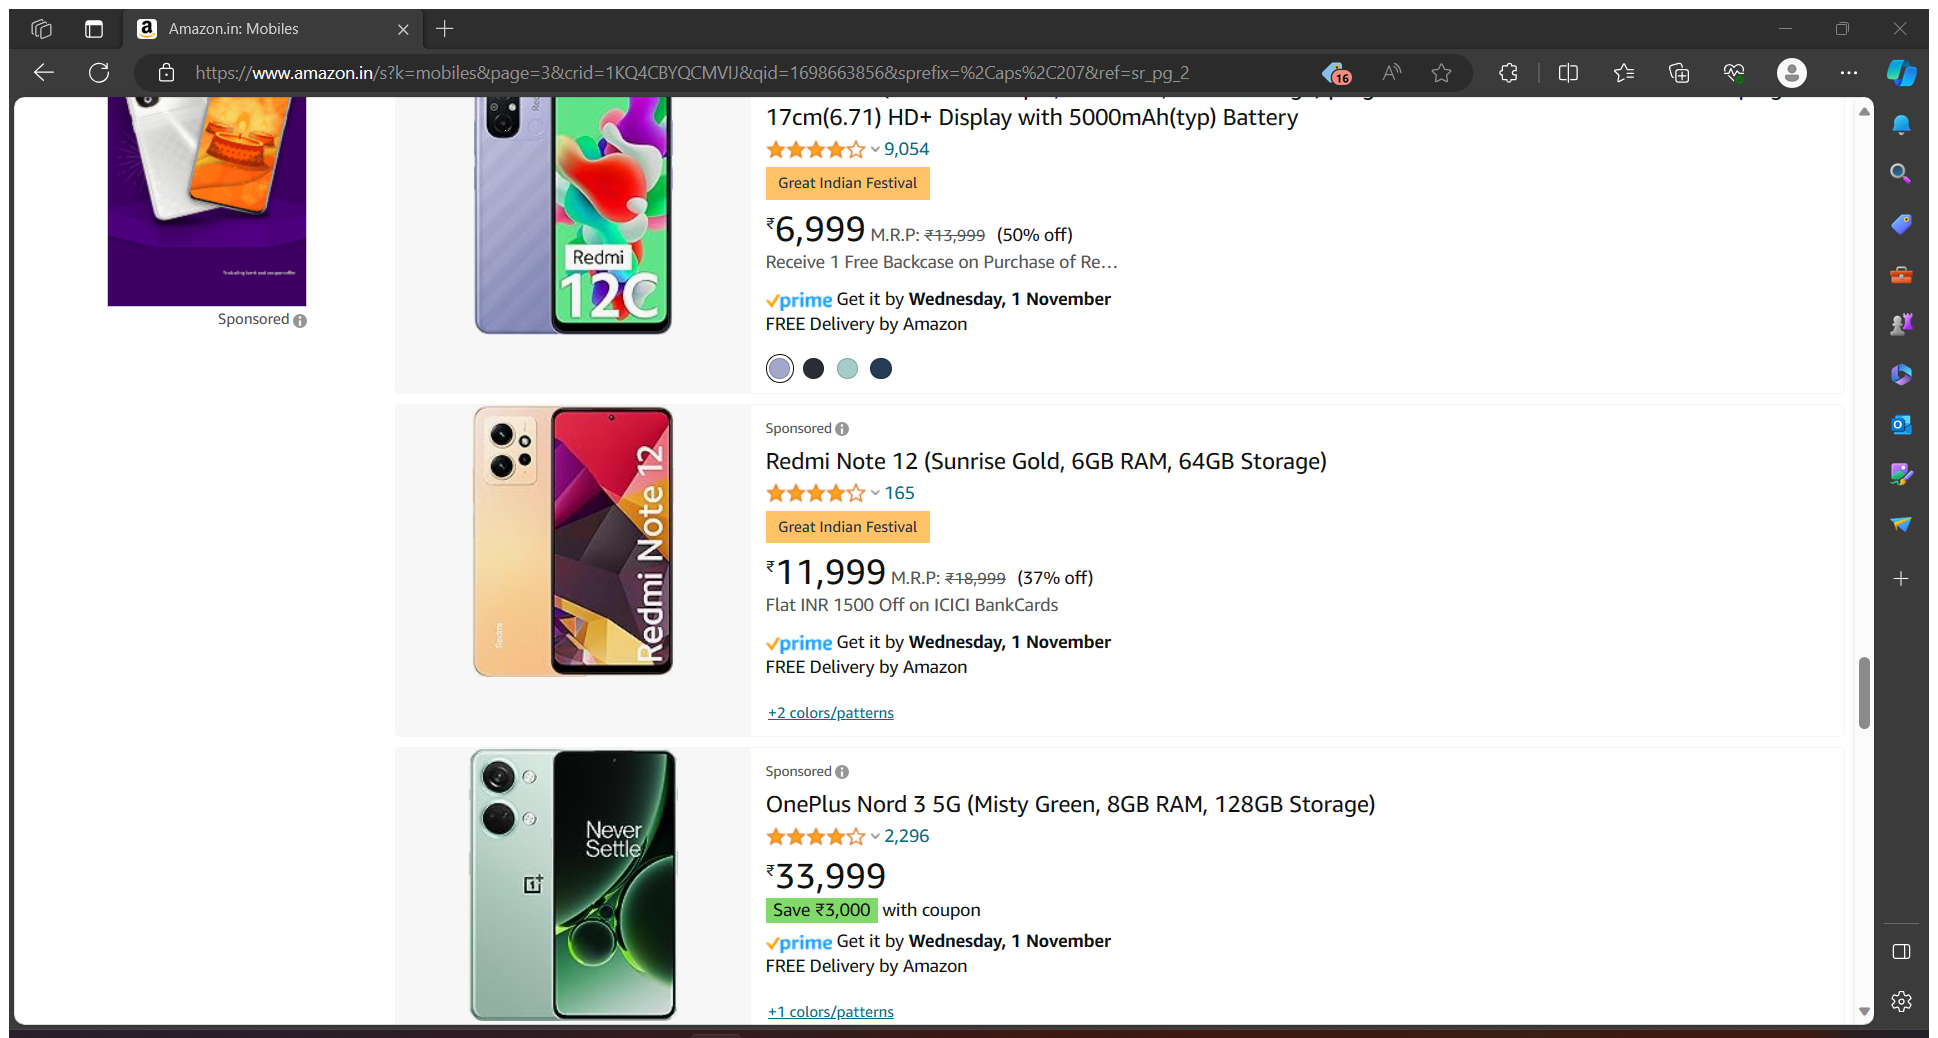 Amazon.in: Mobiles
https://www.amazon.in/s?k=mobiles&page=3&crid=1KQ4CBYQCMVIJ&qid=1698663856&sprefix=%2Caps%2C207&ref=sr_pg_2
16
*Including bank and coupon offer
Sponsored
Redmi
12C
17cm(6.71) HD+ Display with 5000mAh(typ) Battery
9,054
Great Indian Festival
₹6,999 M.R.P: ₹13,999 (50% off)
Receive 1 Free Backcase on Purchase of Re…
prime Get it by Wednesday, 1 November
FREE Delivery by Amazon
Redmi
Redmi Note 12
Sponsored
Redmi Note 12 (Sunrise Gold, 6GB RAM, 64GB Storage)
165
Great Indian Festival
₹11,999 M.R.P: ₹18,999 (37% off)
Flat INR 1500 Off on ICICI BankCards
prime Get it by Wednesday, 1 November
FREE Delivery by Amazon
+2 colors/patterns
Never
Settle
Sponsored
OnePlus Nord 3 5G (Misty Green, 8GB RAM, 128GB Storage)
2,296
₹33,999
Save ₹3,000 with coupon
prime Get it by Wednesday, 1 November
FREE Delivery by Amazon
+1 colors/patterns